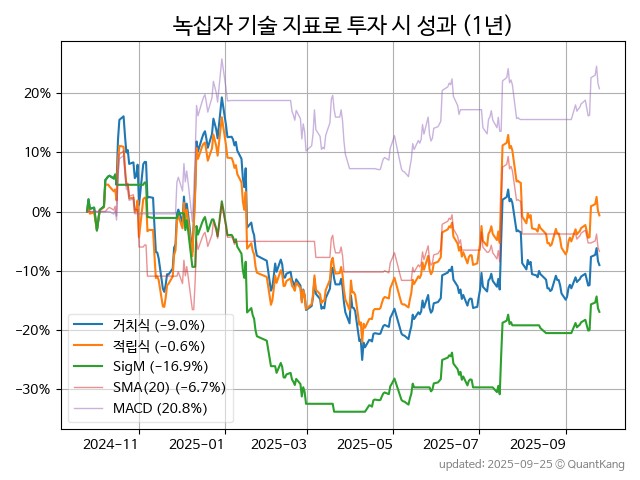 녹십자 기술 지표로 투자 시 성과 (1년)
20%
10%
0%
−10%
−20%
−30%
거치식 (−9.0%)
적립식 (−0.6%)
SigM (−16.9%)
SMA(20) (−6.7%)
MACD (20.8%)
2024−11 2025−01 2025−03 2025−05 2025−07 2025−09
updated: 2025−09−25 © QuantKang